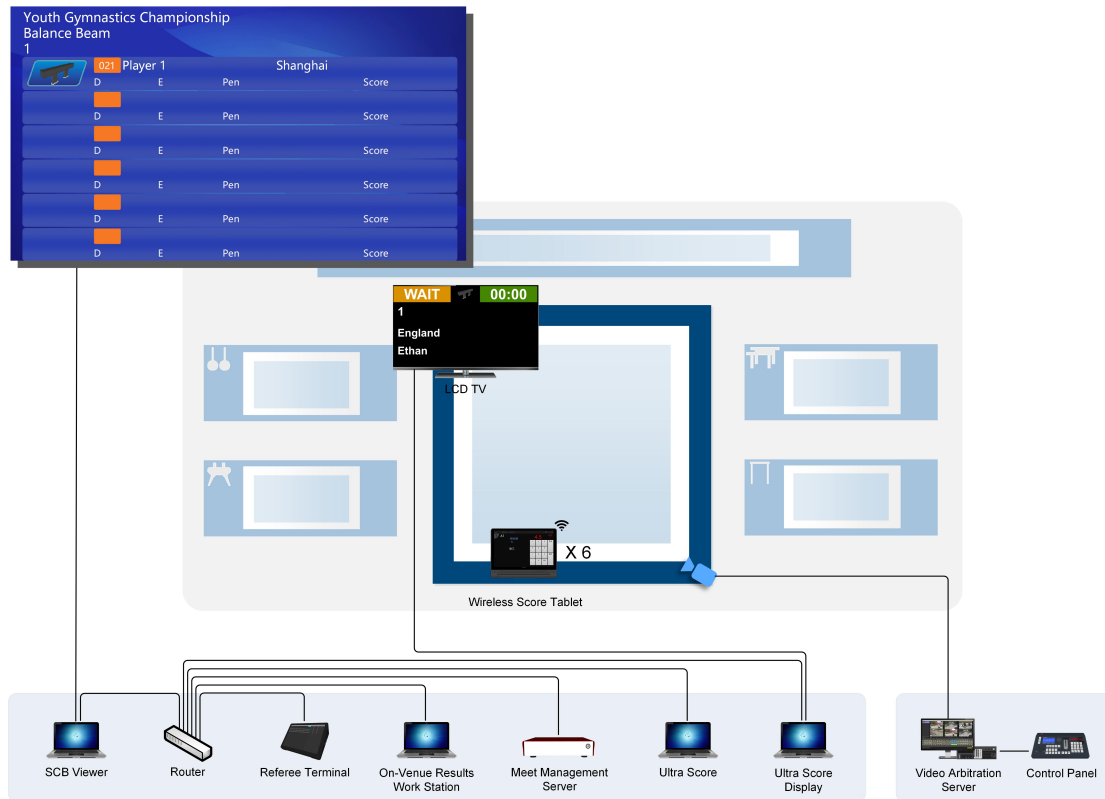 Youth Gymnastics Championship
Balance Beam
1
021 Player 1 Shanghai
D E Pen Score
D E Pen Score
D E Pen Score
D E Pen Score
D E Pen Score
D E Pen Score
WAIT 00:00
1
England
Ethan
LCD TV
X 6
Wireless Score Tablet
SCB Viewer
Router
Referee Terminal
On-Venue Results
Work Station
Meet Management
Server
Ultra Score
Ultra Score
Display
Video Arbitration
Server
Control Panel